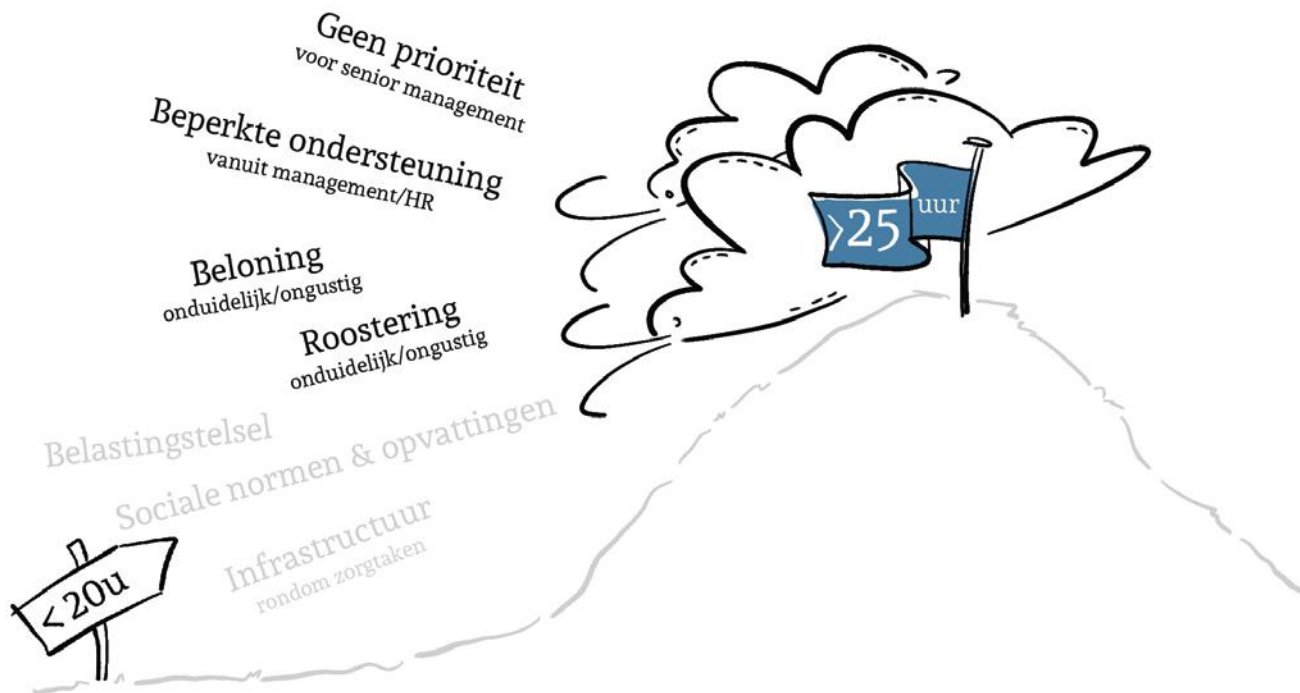 Geen prioriteit
voor senior management
Beperkte ondersteuning
vanuit management/HR
Beloning
onduidelijk/ongustig
Roostering
onduidelijk/ongustig
Belastingstelsel
Sociale normen & opvattingen
Infrastructuur
rondom zorgtaken
<20u
>25 uur